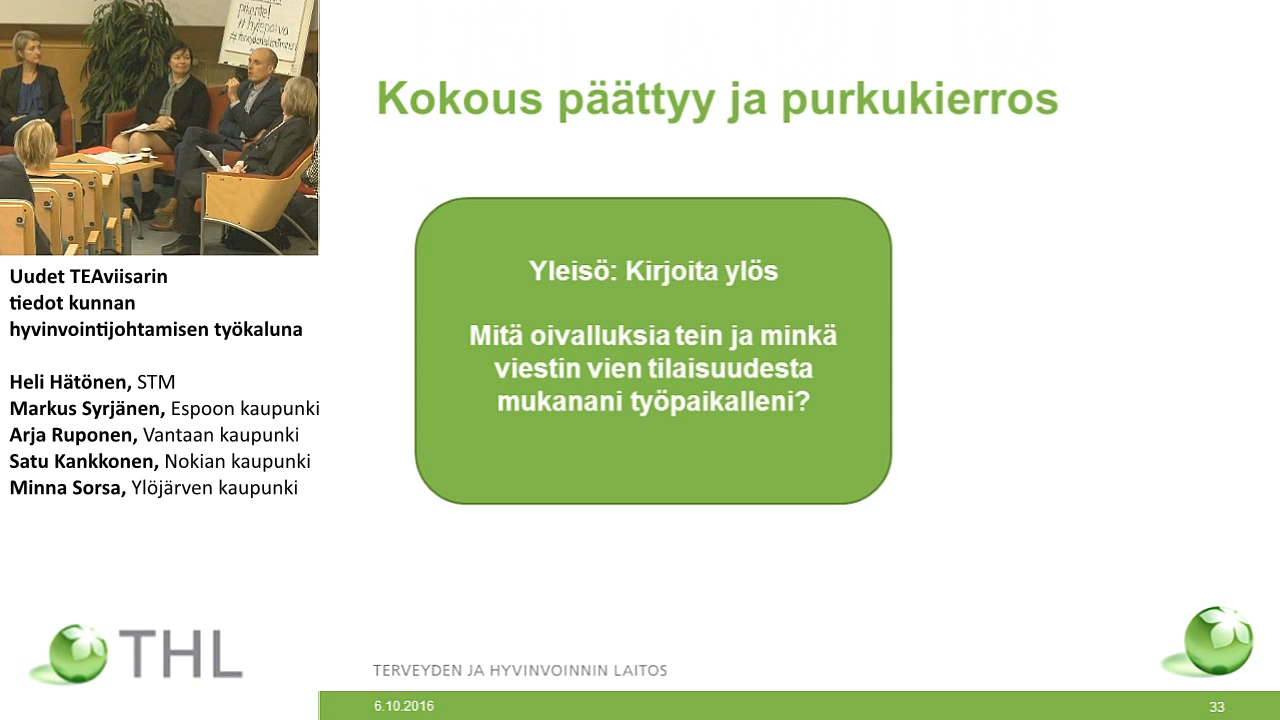 pikkutel
#hytepaiva
Kokous päättyy ja purkukierros
Yleisö: Kirjoita ylös
Mitä oivalluksia tein ja minkä
viestin vien tilaisuudesta
mukanani työpaikalleni?
Uudet TEAviisarin
tiedot kunnan
hyvinvointijohtamisen työkaluna
Heli Hätönen, STM
Markus Syrjänen, Espoon kaupunki
Arja Ruponen, Vantaan kaupunki
Satu Kankkonen, Nokian kaupunki
Minna Sorsa, Ylöjärven kaupunki
THL
TERVEYDEN JA HYVINVOINNIN LAITOS
6.10.2016
33